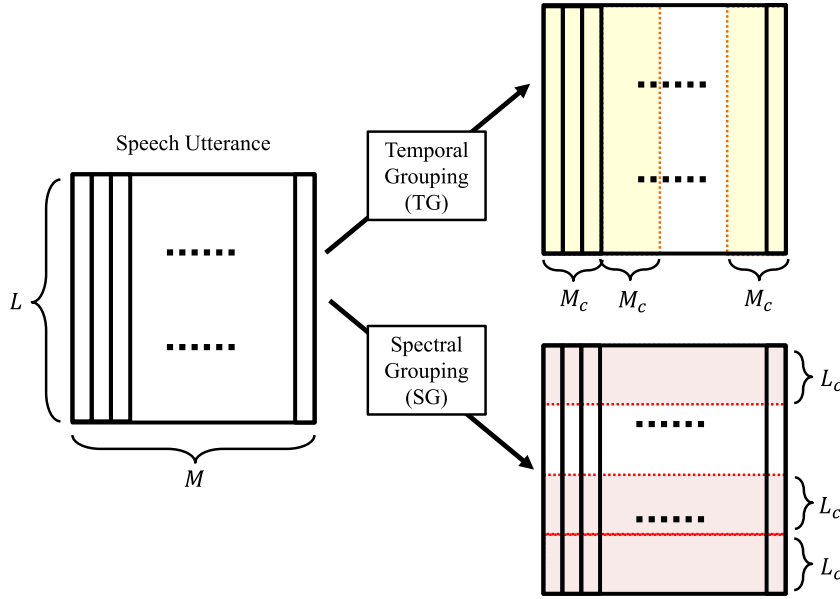 Speech Utterance
L
M
Temporal
Grouping
(TG)
Spectral
Grouping
(SG)
M_c
M_c
M_c
L_c
L_c
L_c